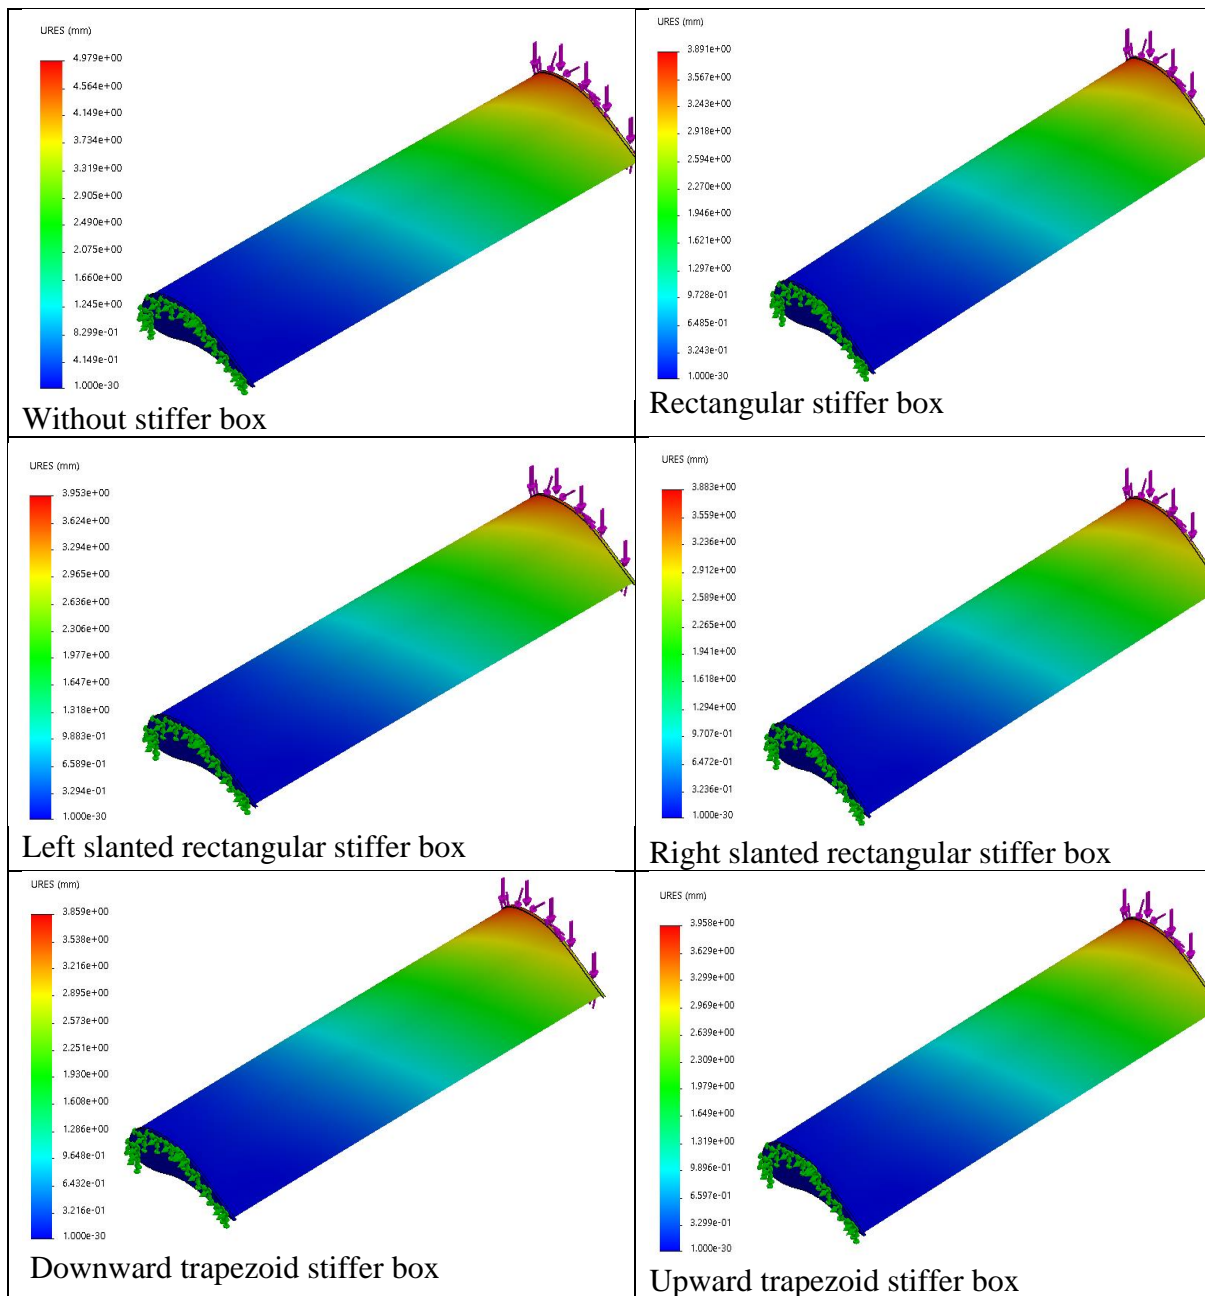 URES (mm)
4.979e+00
4.564e+00
4.149e+00
3.734e+00
3.319e+00
2.905e+00
2.490e+00
2.075e+00
1.660e+00
1.245e+00
8.299e-01
4.149e-01
1.000e-30
Without stiffer box
URES (mm)
3.891e+00
3.567e+00
3.243e+00
2.918e+00
2.594e+00
2.270e+00
1.946e+00
1.621e+00
1.297e+00
9.728e-01
6.485e-01
3.243e-01
1.000e-30
Rectangular stiffer box
URES (mm)
3.953e+00
3.624e+00
3.294e+00
2.965e+00
2.636e+00
2.306e+00
1.977e+00
1.647e+00
1.318e+00
9.883e-01
6.589e-01
3.294e-01
1.000e-30
Left slanted rectangular stiffer box
URES (mm)
3.883e+00
3.559e+00
3.236e+00
2.912e+00
2.589e+00
2.265e+00
1.941e+00
1.618e+00
1.294e+00
9.707e-01
6.472e-01
3.236e-01
1.000e-30
Right slanted rectangular stiffer box
URES (mm)
3.859e+00
3.538e+00
3.216e+00
2.895e+00
2.573e+00
2.251e+00
1.930e+00
1.608e+00
1.286e+00
9.648e-01
6.432e-01
3.216e-01
1.000e-30
Downward trapezoid stiffer box
URES (mm)
3.958e+00
3.629e+00
3.299e+00
2.969e+00
2.639e+00
2.309e+00
1.979e+00
1.649e+00
1.319e+00
9.896e-01
6.597e-01
3.299e-01
1.000e-30
Upward trapezoid stiffer box